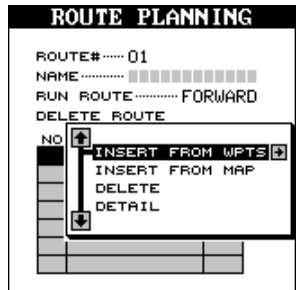 ROUTE PLANNING
ROUTE# ····· 01
NAME ···········
RUN ROUTE ··········· FORWARD
DELETE ROUTE
NO
INSERT FROM WPTS
INSERT FROM MAP
DELETE
DETAIL